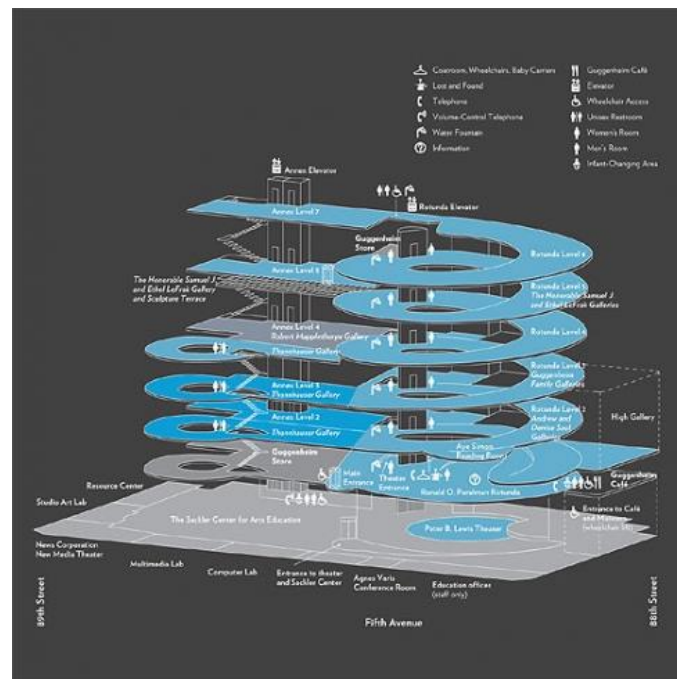 Coatroom, Wheelchairs, Baby Carriers
Lost and Found
Telephone
Volume-Control Telephone
Water Fountain
Information
Guggenheim Café
Elevator
Wheelchair Access
Unisex Restroom
Women's Room
Men's Room
Infant-Changing Area
Annex Elevator
Rotunda Elevator
Annex Level 7
Guggenheim
Store
Rotunda Level
Annex Level
The Honorable Samuel J.
and Ethel LeFrak Gallery
and Sculpture Terrace
Rotunda Level
The Honorable Samuel J.
and Ethel LeFrak Galleries
Annex Level 4
Robert Mapplethorpe Gallery
Rotunda Level
Thannhauser Gallery
Rotunda Level
Guggenheim
Family Galleries
Annex Level 3
Thannhauser Gallery
Annex Level 2
Thannhauser Gallery
Rotunda Level 2
Andrew and
Denise Saul
Galleries
High Gallery
Aye Simon
Reading Room
Guggenheim
Store
Main
Entrance
Theater
Entrance
Ronald O. Perelman Rotunda
Guggenheim
Café
Resource Center
Studio Art Lab
Entrance to Café
and Museum
The Sackler Center for Arts Education
Peter B. Lewis Theater
News Corporation
New Media Theater
Multimedia Lab
Computer Lab
Entrance to theater
and Sackler Center
Agnes Varis
Conference Room
Education offices
(staff only)
89th Street
Fifth Avenue
88th Street